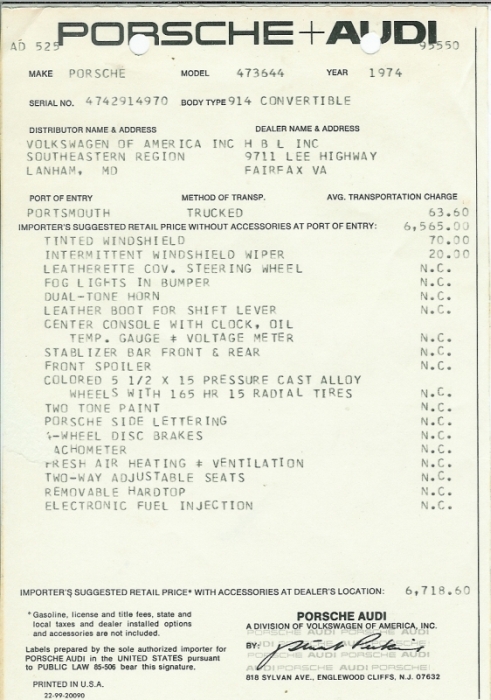 PORSCHE+AUDI
AD 525 95550
MAKE PORSCHE MODEL 473644 YEAR 1974
SERIAL NO. 4742914970 BODY TYPE 914 CONVERTIBLE
DISTRIBUTOR NAME & ADDRESS DEALER NAME & ADDRESS
VOLKSWAGEN OF AMERICA INC H B L INC
SOUTHEASTERN REGION 9711 LEE HIGHWAY
LANHAM, MD FAIRFAX VA
PORT OF ENTRY METHOD OF TRANSP. AVG. TRANSPORTATION CHARGE
PORTSMOUTH TRUCKED 63.60
IMPORTER'S SUGGESTED RETAIL PRICE WITHOUT ACCESSORIES AT PORT OF ENTRY: 6,565.00
TINTED WINDSHIELD 70.00
INTERMITTENT WINDSHIELD WIPER 20.00
LEATHERETTE COV. STEERING WHEEL N.C.
FOG LIGHTS IN BUMPER N.C.
DUAL-TONE HORN N.C.
LEATHER BOOT FOR SHIFT LEVER N.C.
CENTER CONSOLE WITH CLOCK, OIL
TEMP. GAUGE & VOLTAGE METER N.C.
STABLIZER BAR FRONT & REAR N.C.
FRONT SPOILER N.C.
COLORED 5 1/2 X 15 PRESSURE CAST ALLOY
WHEELS WITH 165 HR 15 RADIAL TIRES N.C.
TWO TONE PAINT N.C.
PORSCHE SIDE LETTERING N.C.
4-WHEEL DISC BRAKES N.C.
ACHOMETER N.C.
FRESH AIR HEATING & VENTILATION N.C.
TWO-WAY ADJUSTABLE SEATS N.C.
REMOVABLE HARDTOP N.C.
ELECTRONIC FUEL INJECTION N.C.
IMPORTER'S SUGGESTED RETAIL PRICE* WITH ACCESSORIES AT DEALER'S LOCATION: 6,718.60
* Gasoline, license and title fees, state and
local taxes and dealer installed options
and accessories are not included.
Labels prepared by the sole authorized importer for
PORSCHE AUDI in the UNITED STATES pursuant
to PUBLIC LAW 85-506 bear this signature.
PRINTED IN U.S.A.
22-99-20090
PORSCHE AUDI
A DIVISION OF VOLKSWAGEN OF AMERICA, INC.
BY:
818 SYLVAN AVE., ENGLEWOOD CLIFFS, N.J. 07632